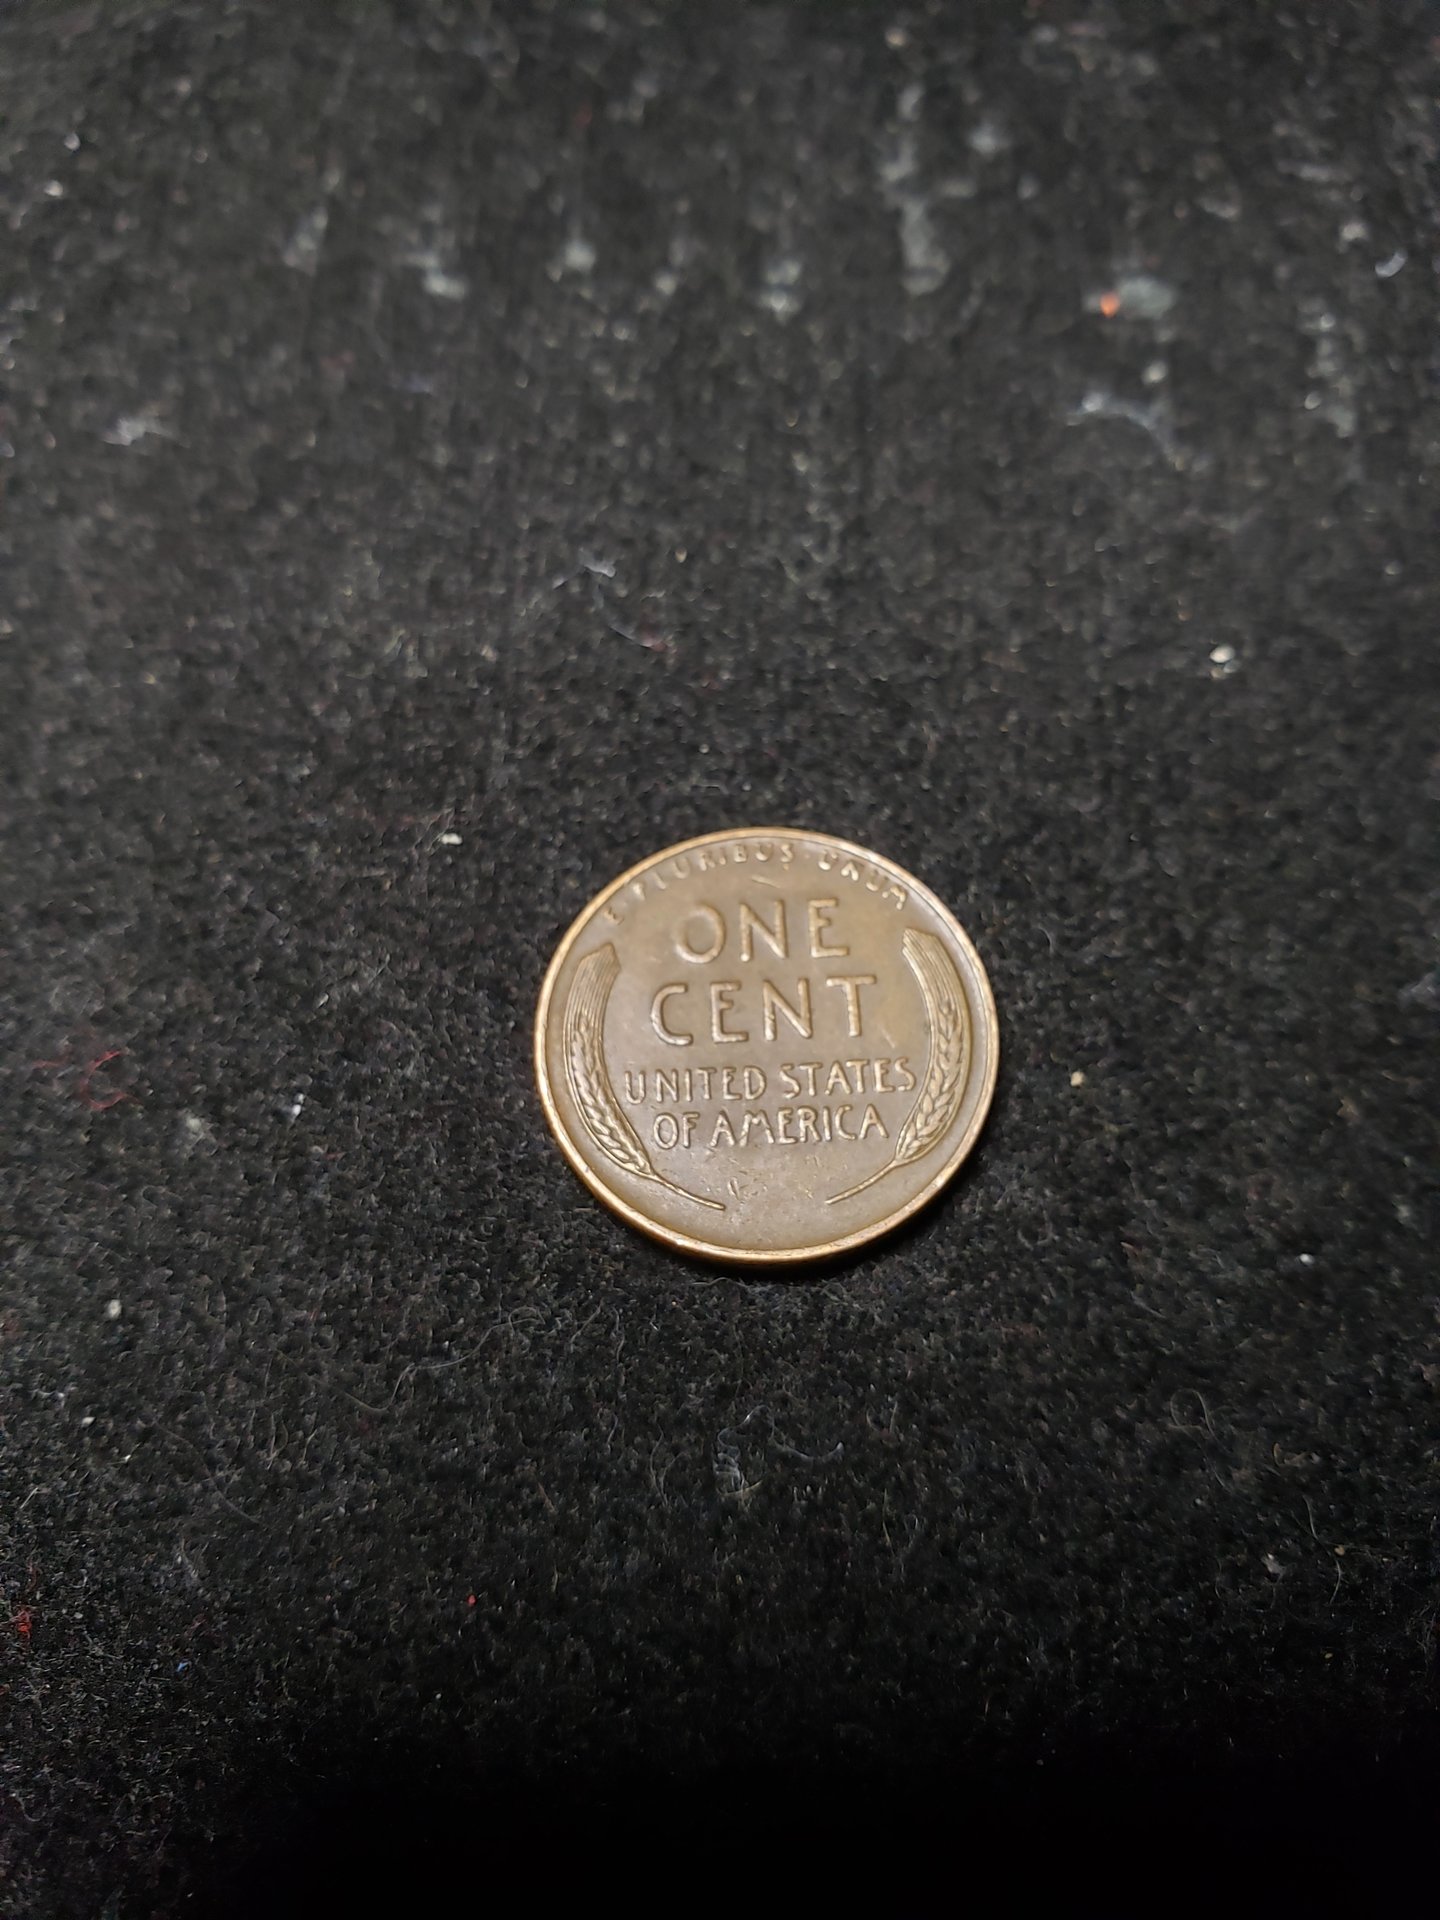 E·PLURIBUS·UNUM
ONE
CENT
UNITED STATES
OF AMERICA